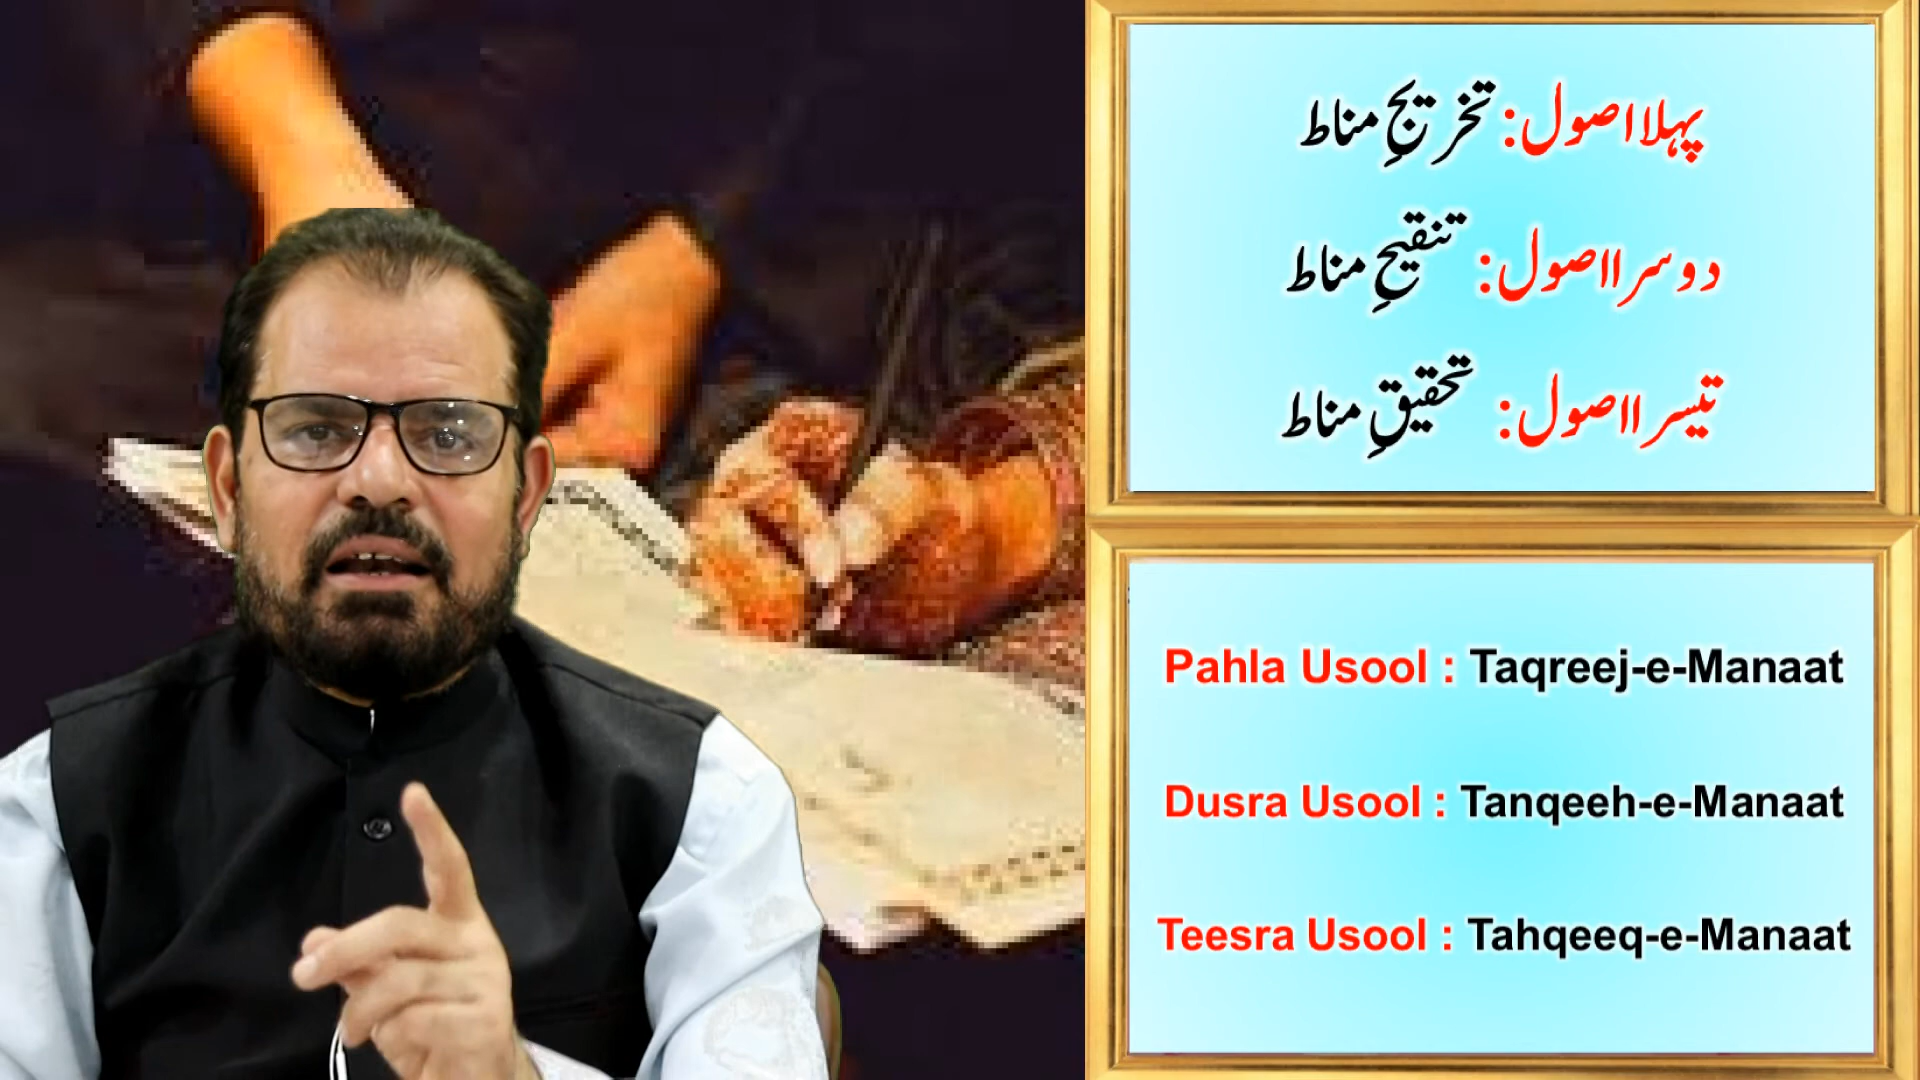 پہلا اصول: تخریجِ مناط
دوسرا اصول: تنقیحِ مناط
تیسرا اصول: تحقیقِ مناط
Pahla Usool : Taqreej-e-Manaat
Dusra Usool : Tanqeeh-e-Manaat
Teesra Usool : Tahqeeq-e-Manaat